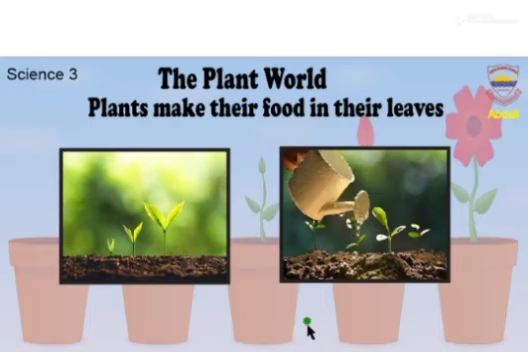 Science 3
The Plant World
Plants make their food in their leaves